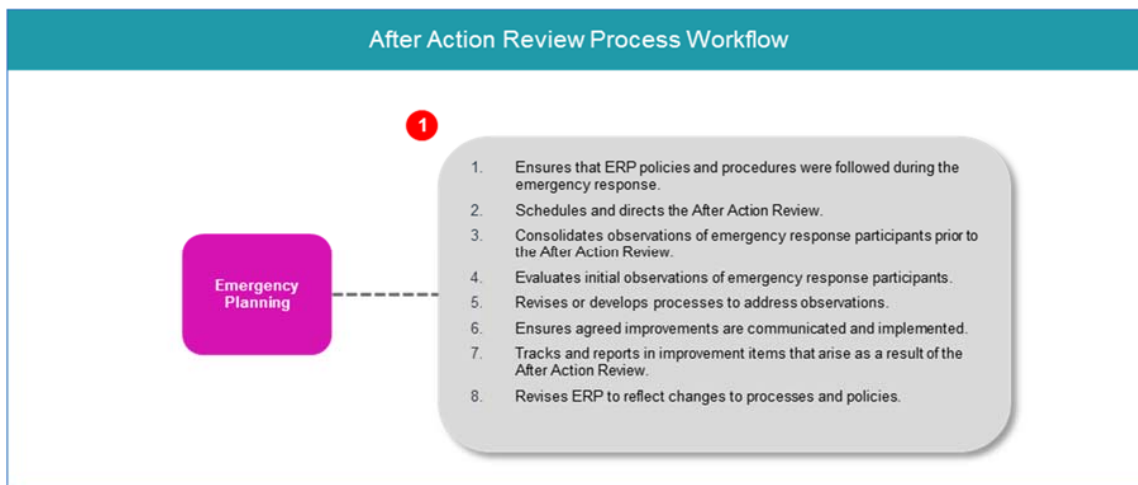 After Action Review Process Workflow
1
1. Ensures that ERP policies and procedures were followed during the
emergency response.
2. Schedules and directs the After Action Review.
3. Consolidates observations of emergency response participants prior to
the After Action Review.
4. Evaluates initial observations of emergency response participants.
5. Revises or develops processes to address observations.
6. Ensures agreed improvements are communicated and implemented.
7. Tracks and reports in improvement items that arise as a result of the
After Action Review.
8. Revises ERP to reflect changes to processes and policies.
Emergency
Planning